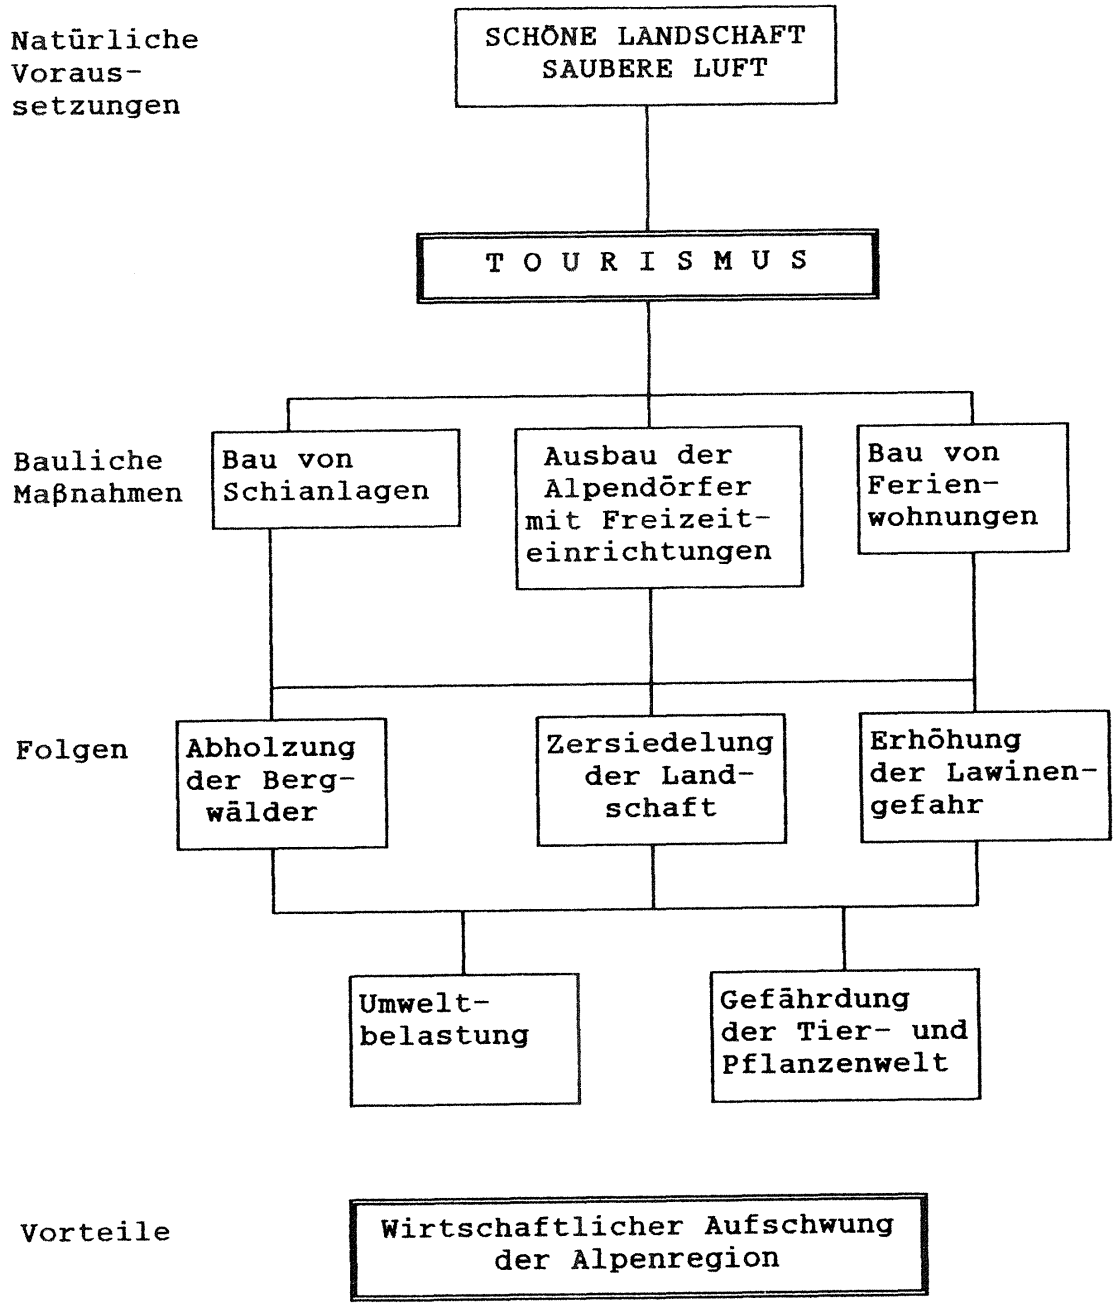 Natürliche
Voraus-
setzungen
SCHÖNE LANDSCHAFT
SAUBERE LUFT
T O U R I S M U S
Bauliche
Maßnahmen
Bau von
Schianlagen
Ausbau der
Alpendörfer
mit Freizeit-
einrichtungen
Bau von
Ferien-
wohnungen
Folgen
Abholzung
der Berg-
wälder
Zersiedelung
der Land-
schaft
Erhöhung
der Lawinen-
gefahr
Umwelt-
belastung
Gefährdung
der Tier- und
Pflanzenwelt
Vorteile
Wirtschaftlicher Aufschwung
der Alpenregion